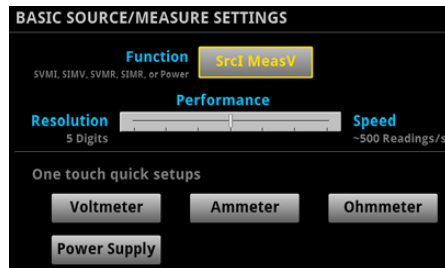 BASIC SOURCE/MEASURE SETTINGS
Function
SrcI MeasV
SVMI, SIMV, SVMR, SIMR, or Power
Performance
Resolution
Speed
5 Digits
~500 Readings/s
One touch quick setups
Voltmeter
Ammeter
Ohmmeter
Power Supply